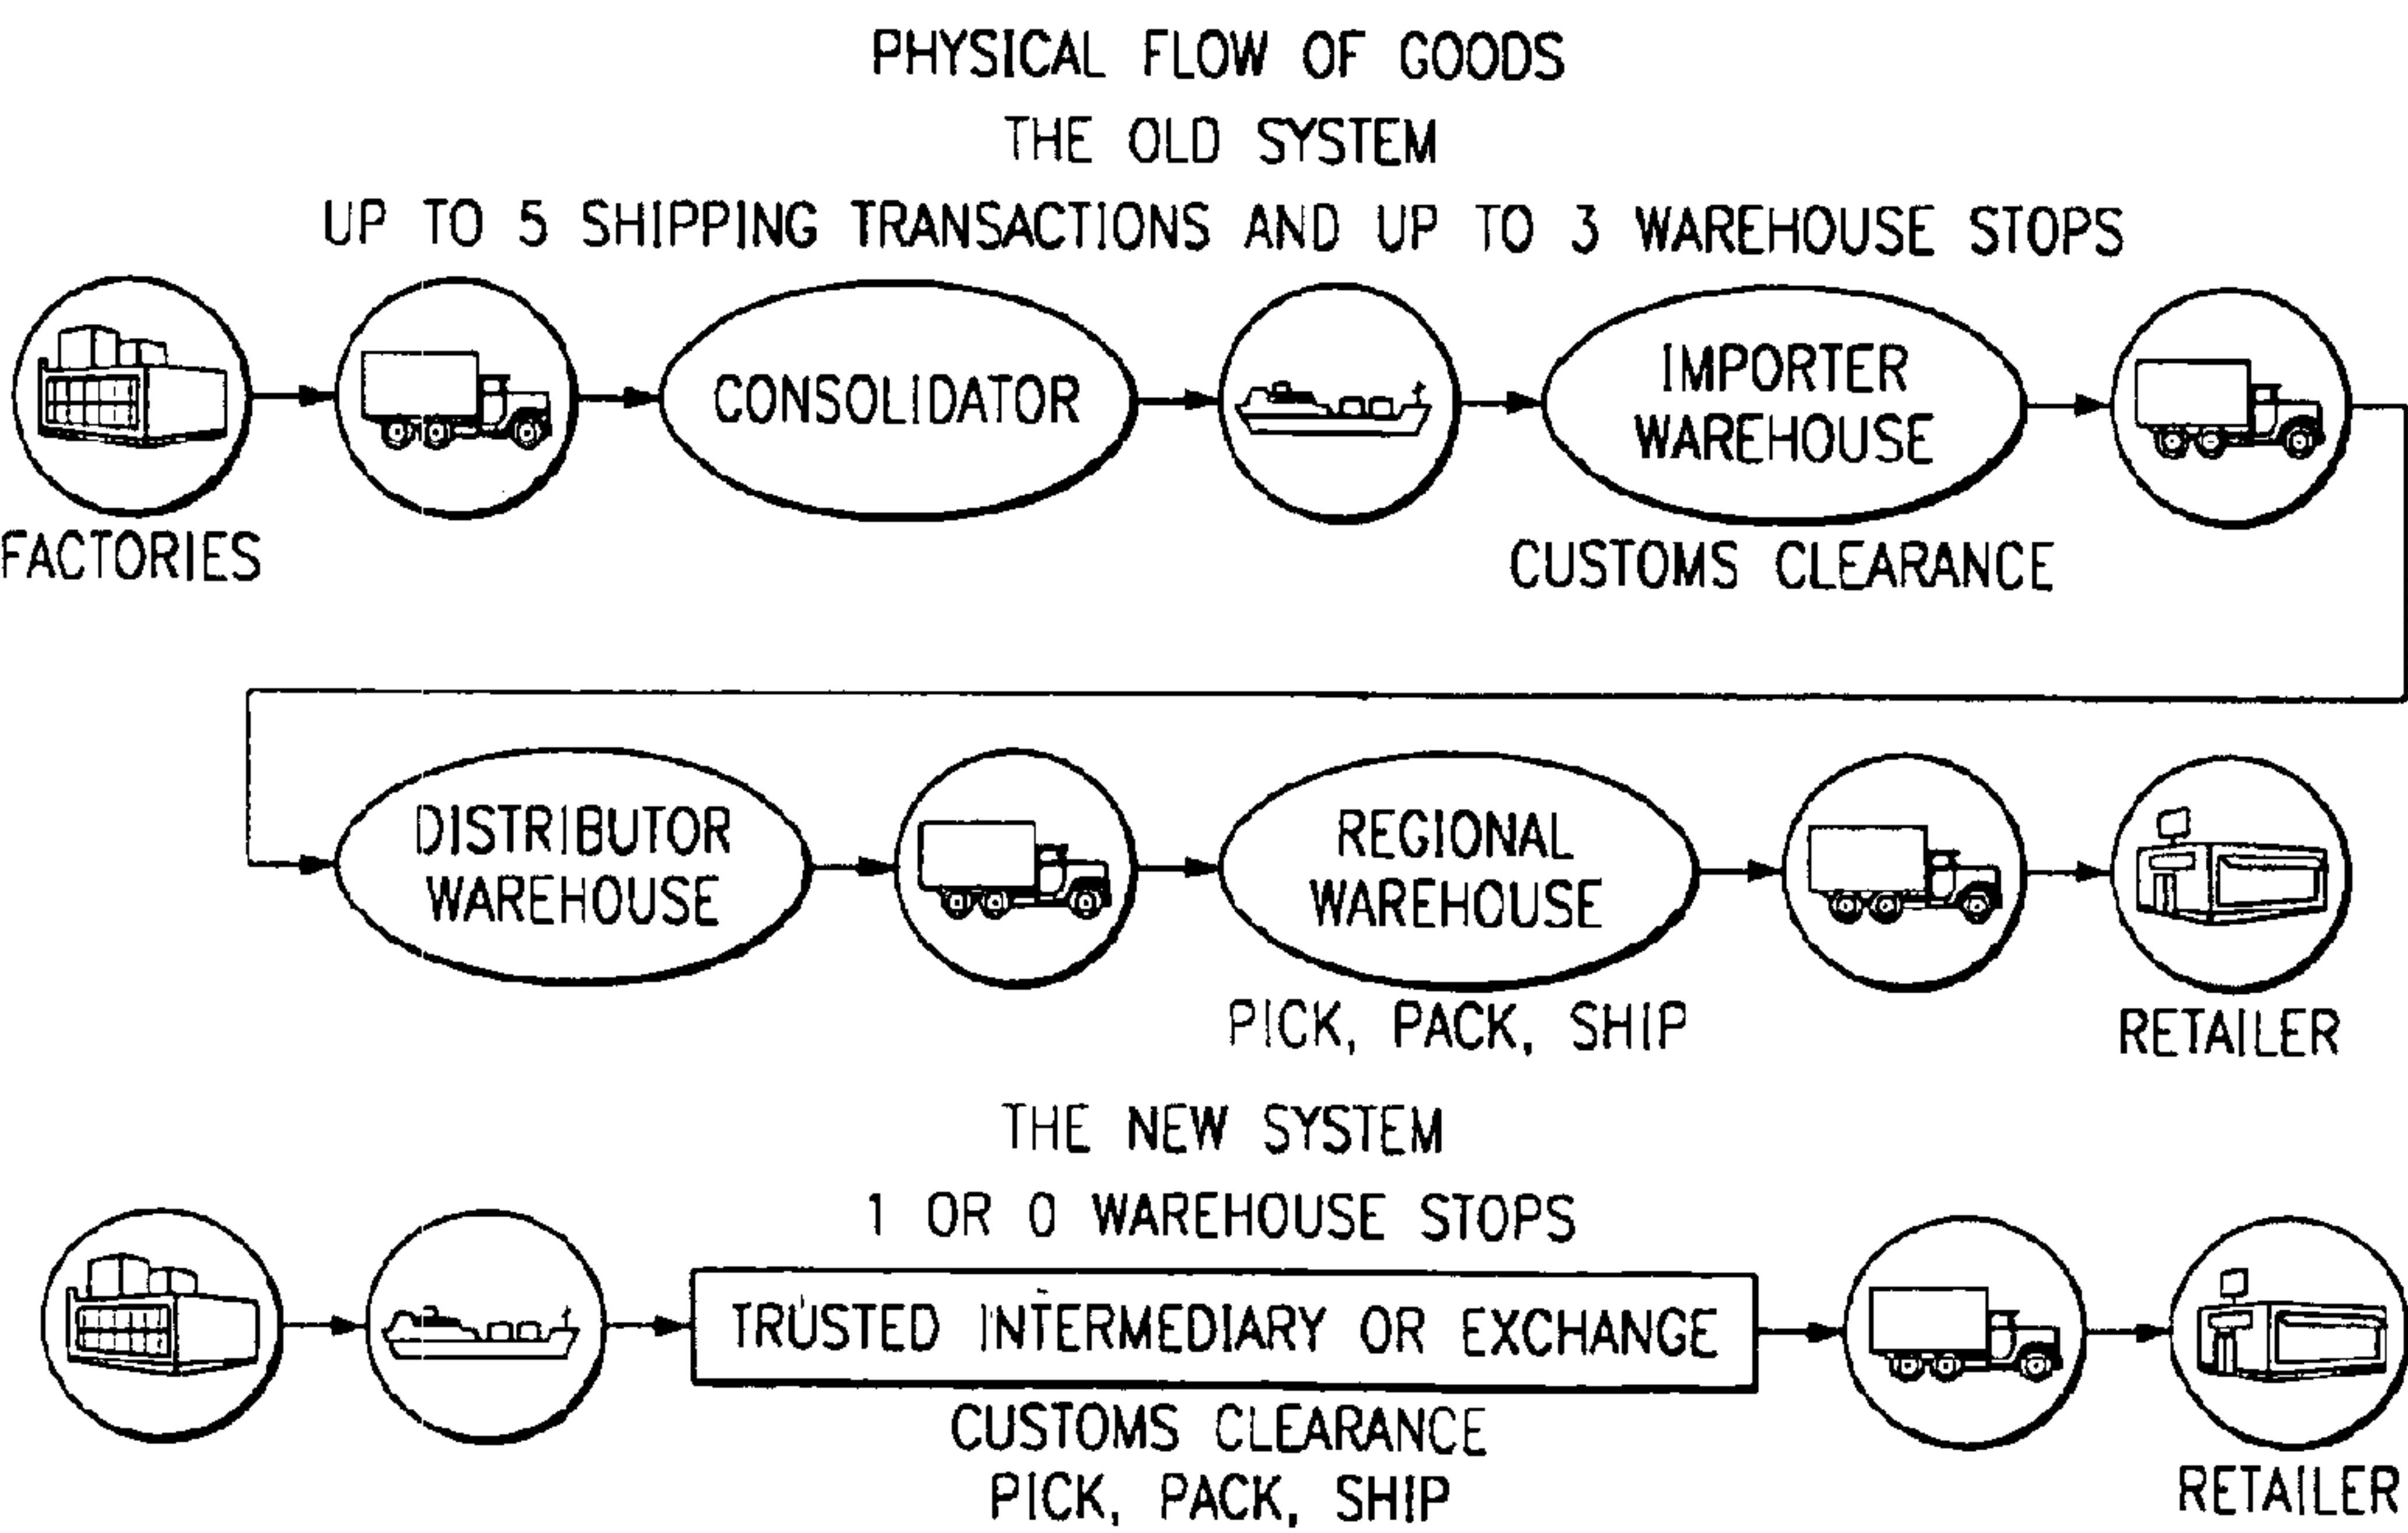 PHYSICAL FLOW OF GOODS
THE OLD SYSTEM
UP TO 5 SHIPPING TRANSACTIONS AND UP TO 3 WAREHOUSE STOPS
CONSOLIDATOR
IMPORTER
WAREHOUSE
FACTORIES
CUSTOMS CLEARANCE
DISTRIBUTOR
WAREHOUSE
REGIONAL
WAREHOUSE
PICK, PACK, SHIP
RETAILER
THE NEW SYSTEM
1 OR 0 WAREHOUSE STOPS
TRUSTED INTERMEDIARY OR EXCHANGE
CUSTOMS CLEARANCE
PICK, PACK, SHIP
RETAILER